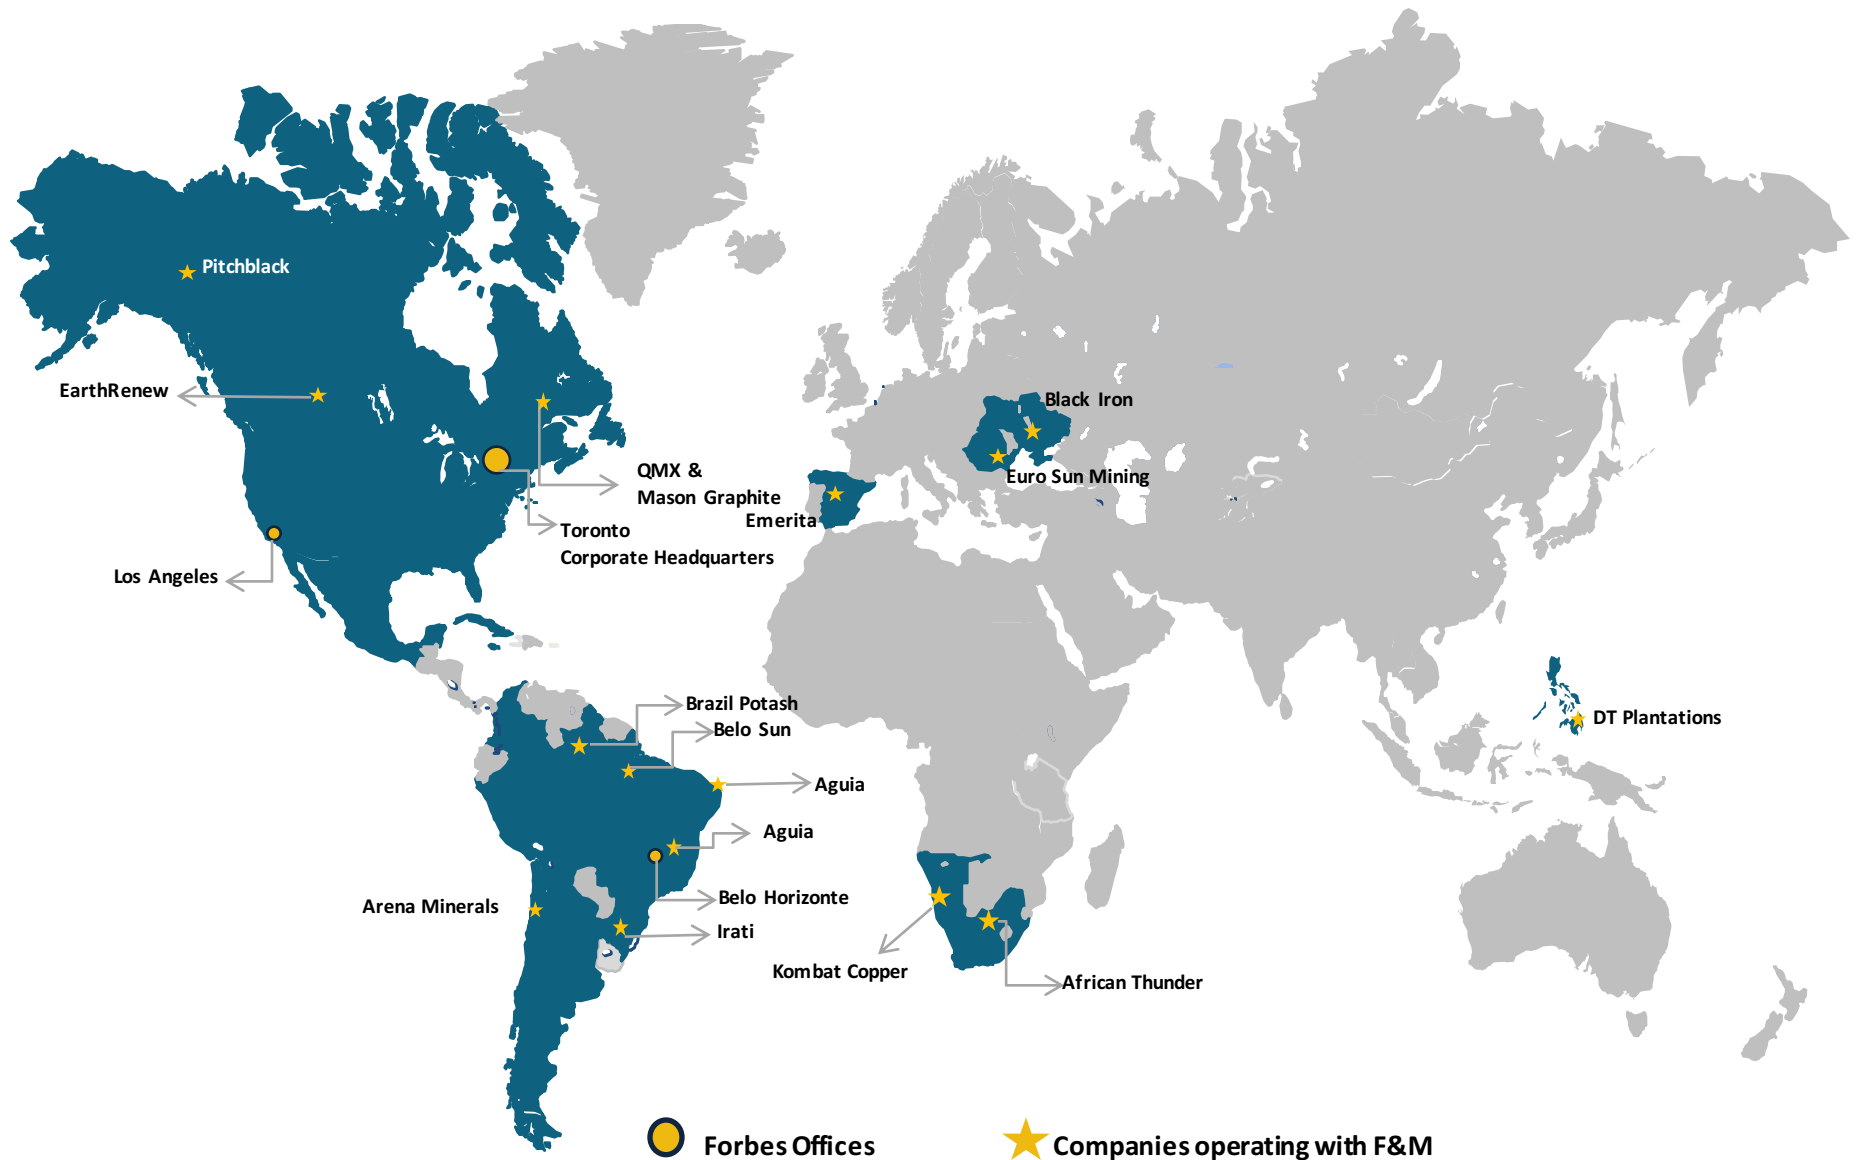 Pitchblack
EarthRenew
Black Iron
QMX &
Mason Graphite
Euro Sun Mining
Emerita
Toronto
Corporate Headquarters
Los Angeles
Brazil Potash
Belo Sun
DT Plantations
Aguia
Aguia
Belo Horizonte
Arena Minerals
Irati
Kombat Copper
African Thunder
Forbes Offices
Companies operating with F&M